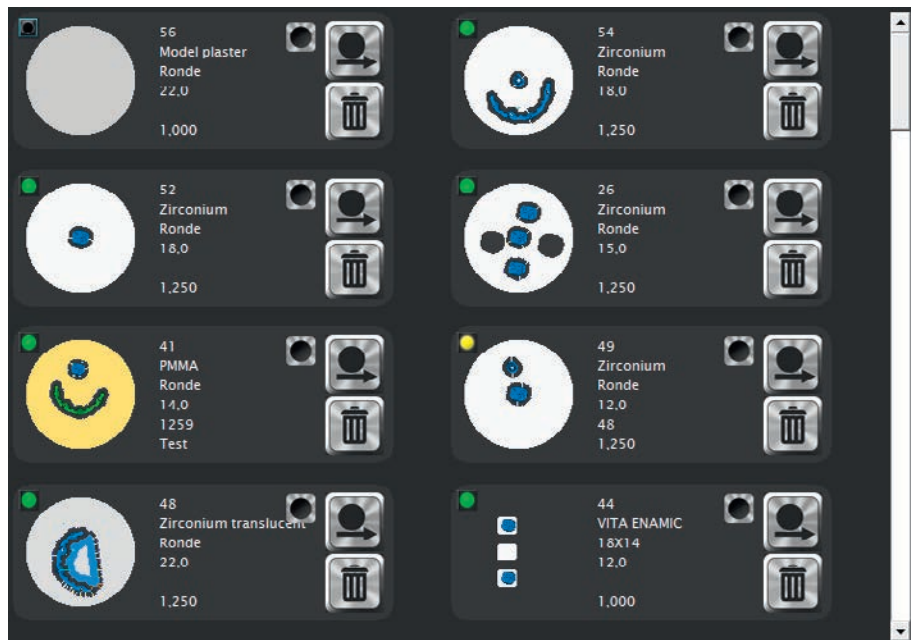 56
Model plaster
Ronde
22,0
1,000
54
Zirconium
Ronde
18,0
1,250
52
Zirconium
Ronde
18,0
1,250
26
Zirconium
Ronde
15,0
1,250
41
PMMA
Ronde
14,0
1259
Test
49
Zirconium
Ronde
12,0
48
1,250
48
Zirconium translucent
Ronde
22,0
1,250
44
VITA ENAMIC
18X14
12,0
1,000